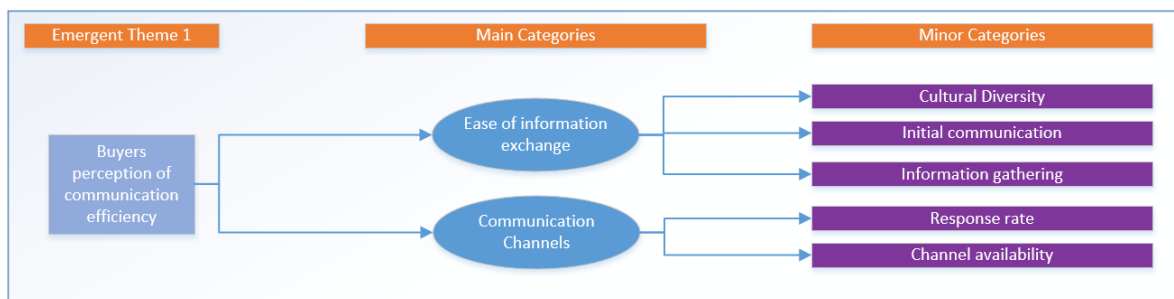 Emergent Theme 1
Main Categories
Minor Categories
Buyers
perception of
communication
efficiency
Ease of information
exchange
Communication
Channels
Cultural Diversity
Initial communication
Information gathering
Response rate
Channel availability